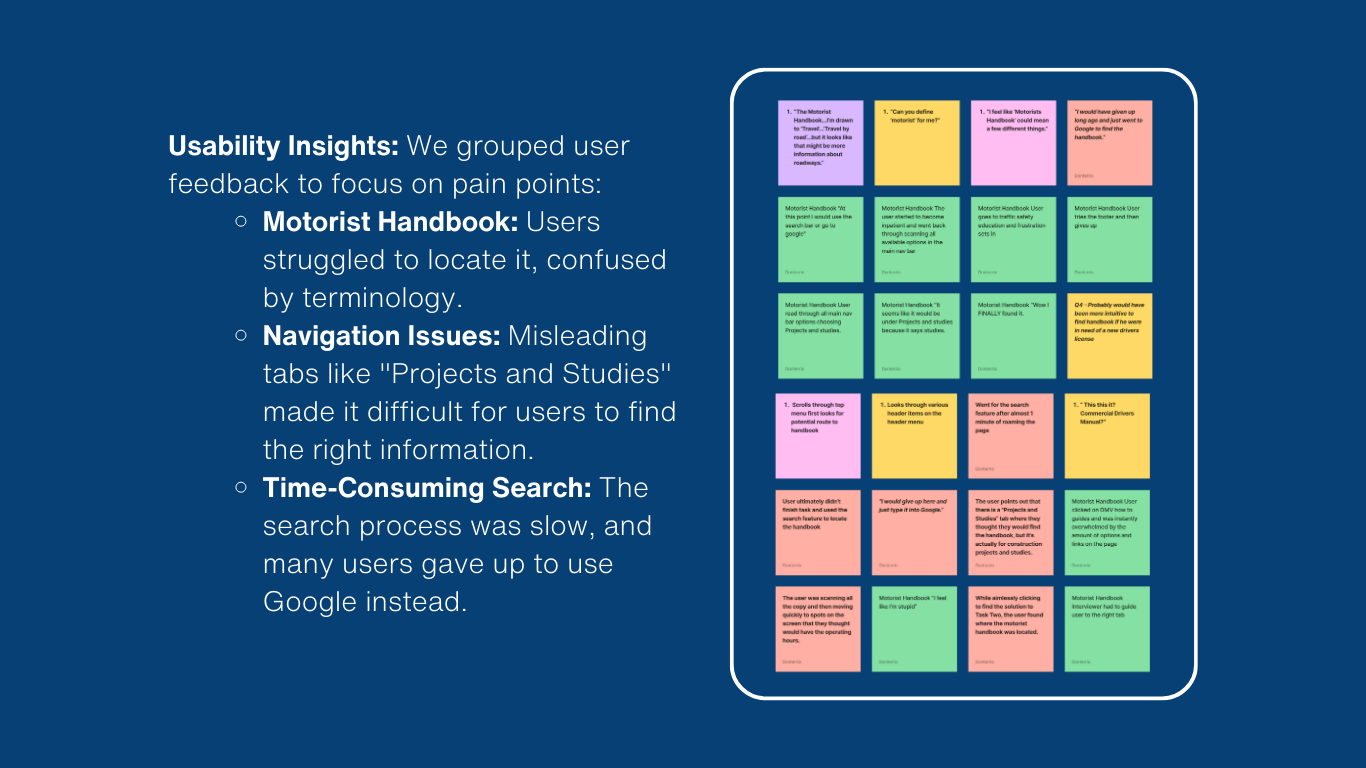 Usability Insights: We grouped user
feedback to focus on pain points:
Motorist Handbook: Users
struggled to locate it, confused
by terminology.
Navigation Issues: Misleading
tabs like "Projects and Studies"
made it difficult for users to find
the right information.
Time-Consuming Search: The
search process was slow, and
many users gave up to use
Google instead.
1. "The Motorist
Handbook...I'm drawn
to 'Travel'...'Travel by
road'...but it looks like
that might be more
information about
roadways."
1. "Can you define
'motorist' for me?"
1. "I feel like 'Motorists
Handbook' could mean
a few different things."
"I would have given up
long ago and just went to
Google to find the
handbook."
Motorist Handbook "At
this point I would use the
search bar or go to
google"
Motorist Handbook The
user started to become
inpatient and went back
through scanning all
available options in the
main nav bar
Motorist Handbook User
goes to traffic safety
education and frustration
sets in
Motorist Handbook User
tries the footer and then
gives up
Motorist Handbook User
read through all main nav
bar options choosing
Projects and studies.
Motorist Handbook "It
seems like it would be
under Projects and studies
because it says studies.
Motorist Handbook "Wow I
FINALLY found it.
Q4 - Probably would have
been more intuitive to
find handbook if he were
in need of a new drivers
license
1. Scrolls through top
menu first looks for
potential route to
handbook
1. Looks through various
header items on the
header menu
Went for the search
feature after almost 1
minute of roaming the
page
1. " This this it?
Commercial Drivers
Manual?"
User ultimately didn't
finish task and used the
search feature to locate
the handbook
"I would give up here and
just type it into Google."
The user points out that
there is a "Projects and
Studies" tab where they
thought they would find
the handbook, but it's
actually for construction
projects and studies.
Motorist Handbook User
clicked on DMV how to
guides and was instantly
overwhelmed by the
amount of options and
links on the page
The user was scanning all
the copy and then moving
quickly to spots on the
screen that they thought
would have the operating
hours.
Motorist Handbook "I feel
like I'm stupid"
While aimlessly clicking
to find the solution to
Task Two, the user found
where the motorist
handbook was located.
Motorist Handbook
Interviewer had to guide
user to the right tab